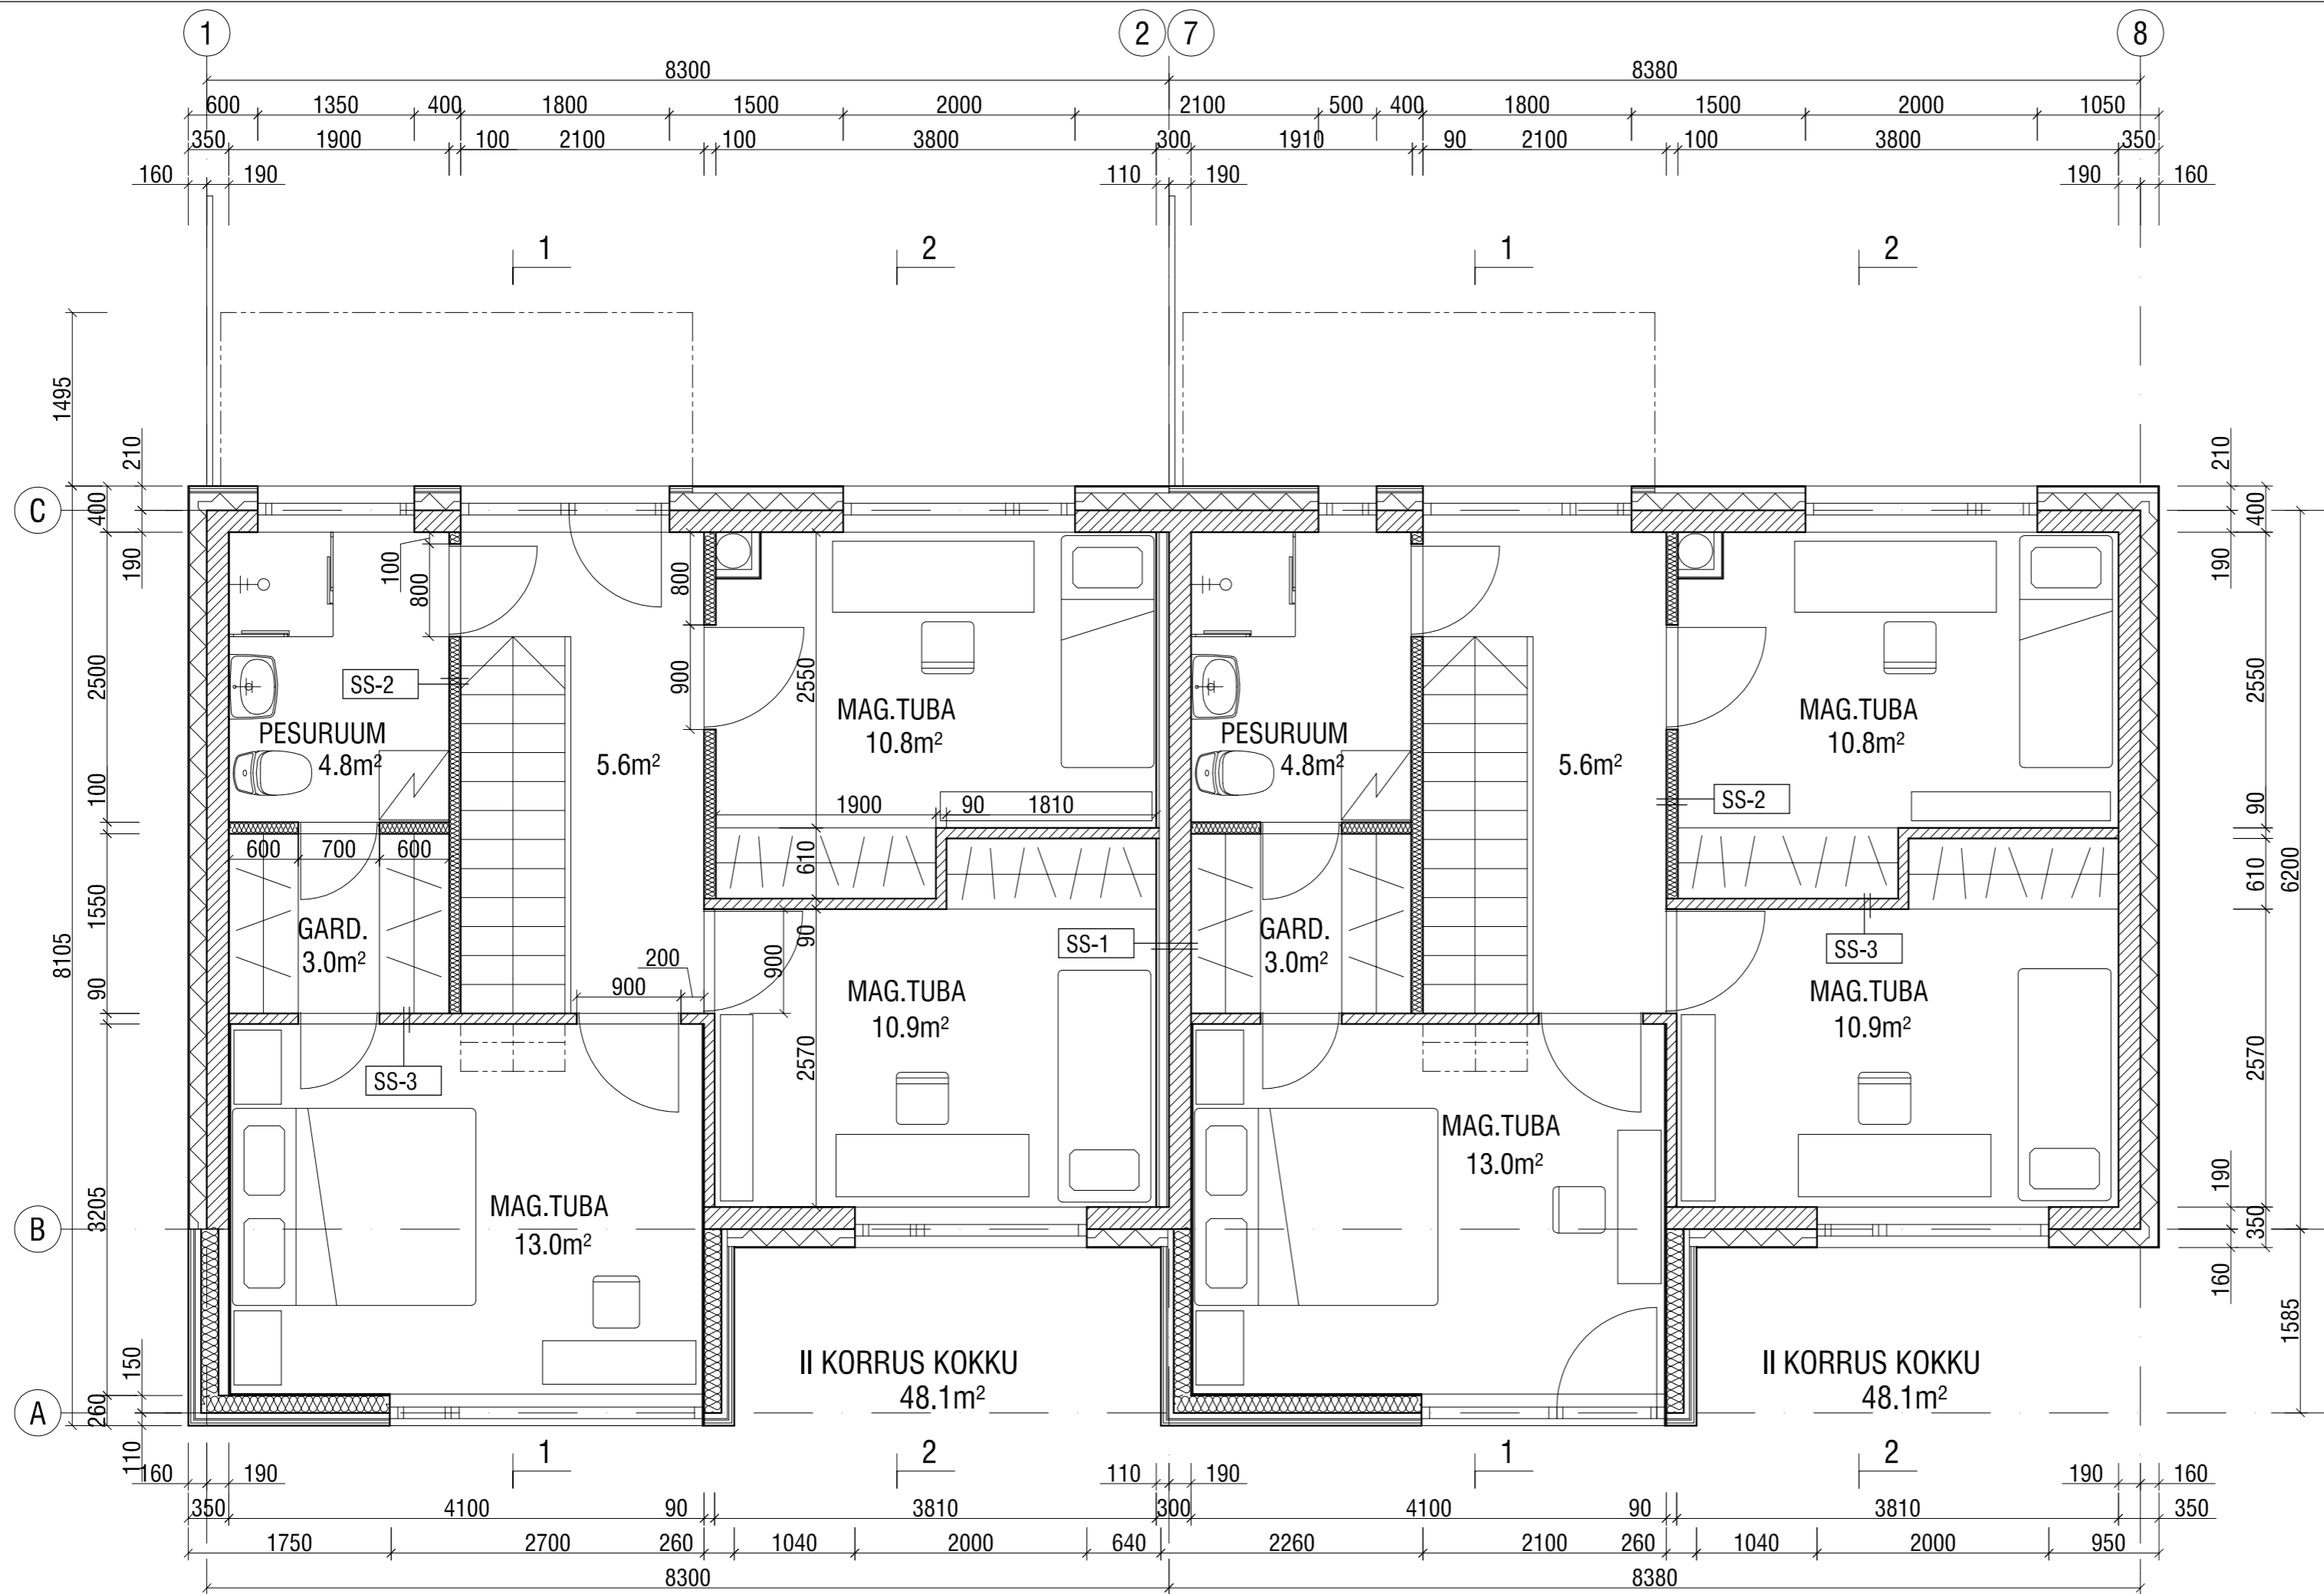 1 2 7 8
8300 8380
600 1350 400 1800 1500 2000 2100 500 400 1800 1500 2000 1050
350 1900 100 2100 100 3800 300 1910 90 2100 100 3800 350
160 190 110 190 190 160
1 2 1 2
1495
210 210
C 400 400
190 190
100 800 800
2500 900 2550 2550
SS-2
MAG.TUBA MAG.TUBA
10.8m² 10.8m²
PESURUUM PESURUUM
4.8m² 4.8m²
5.6m² 5.6m²
SS-2
100 1900 90 1810 90
600 700 600 610 610 6200
1550
GARD. GARD.
3.0m² 3.0m²
90 SS-1 SS-3
8105 200 900
90 900
MAG.TUBA MAG.TUBA
10.9m² 10.9m²
2570 2570
SS-3
MAG.TUBA
13.0m²
3205 190
MAG.TUBA
13.0m²
B 350
160
1585
150
II KORRUS KOKKU II KORRUS KOKKU
48.1m² 48.1m²
A 260
110
1 2 1 2
160 190 110 190 190 160
350 4100 90 3810 300 4100 90 3810 350
1750 2700 260 1040 2000 640 2260 2100 260 1040 2000 950
8300 8380